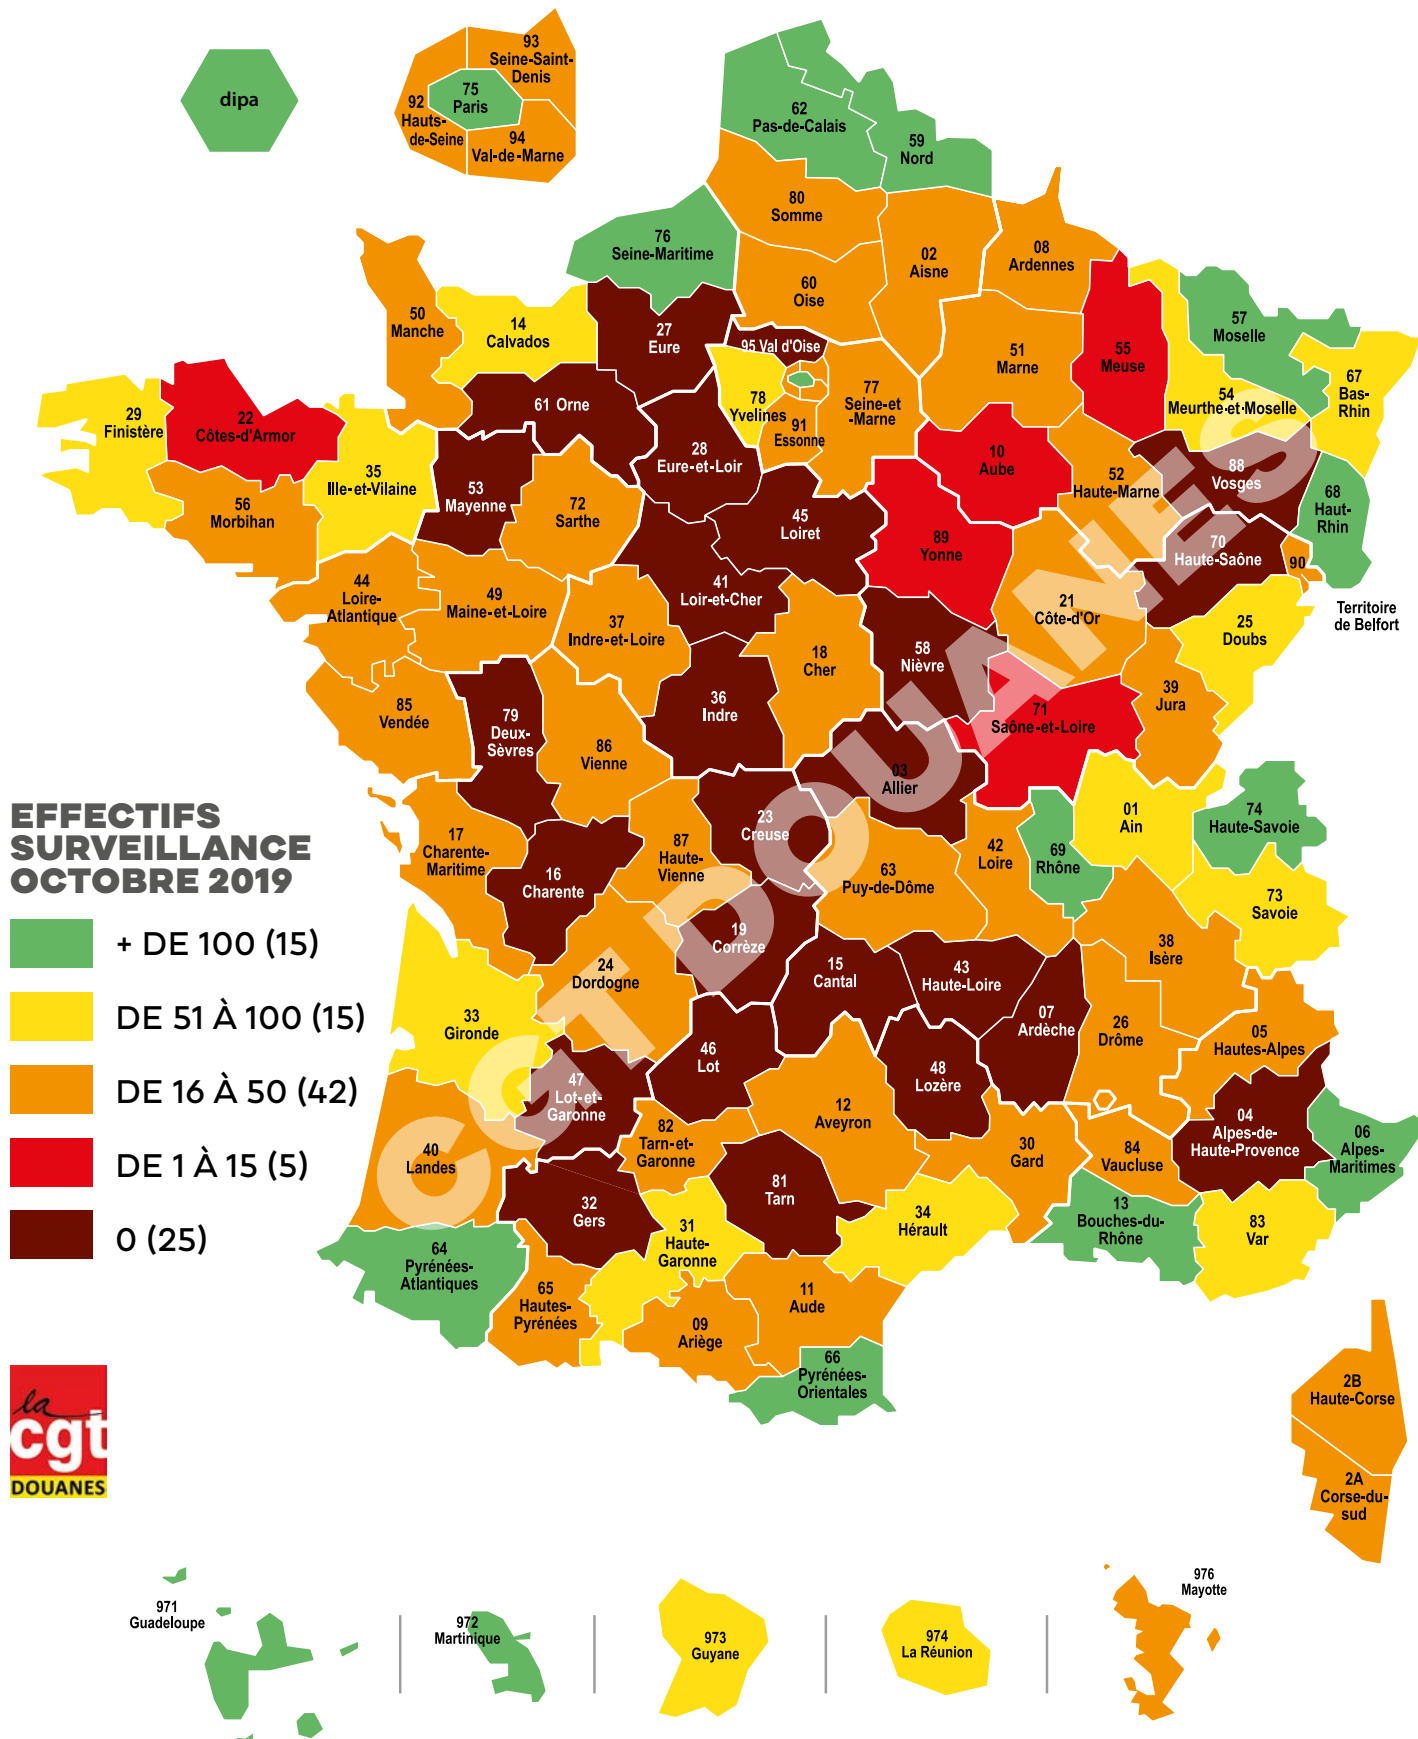 dipa
93
Seine-Saint-
Denis
75
Paris
92
Hauts-
de-Seine
94
Val-de-Marne
62
Pas-de-Calais
59
Nord
80
Somme
76
Seine-Maritime
02
Aisne
08
Ardennes
60
Oise
50
Manche
14
Calvados
27
Eure
95 Val d'Oise
51
Marne
55
Meuse
57
Moselle
54
Meurthe-et-Moselle
67
Bas-
Rhin
29
Finistère
22
Côtes-d'Armor
61 Orne
78
Yvelines
77
Seine-et
-Marne
91
Essonne
35
Ille-et-Vilaine
28
Eure-et-Loir
10
Aube
52
Haute-Marne
88
Vosges
68
Haut-
Rhin
56
Morbihan
53
Mayenne
72
Sarthe
45
Loiret
89
Yonne
70
Haute-Saône
90
Territoire
de Belfort
44
Loire-
Atlantique
49
Maine-et-Loire
41
Loir-et-Cher
37
Indre-et-Loire
18
Cher
58
Nièvre
21
Côte-d'Or
25
Doubs
85
Vendée
79
Deux-
Sèvres
86
Vienne
36
Indre
71
Saône-et-Loire
39
Jura
03
Allier
EFFECTIFS
SURVEILLANCE
OCTOBRE 2019
17
Charente-
Maritime
16
Charente
87
Haute-
Vienne
23
Creuse
63
Puy-de-Dôme
42
Loire
69
Rhône
01
Ain
74
Haute-Savoie
73
Savoie
+ DE 100 (15)
DE 51 À 100 (15)
DE 16 À 50 (42)
DE 1 À 15 (5)
0 (25)
19
Corrèze
24
Dordogne
15
Cantal
43
Haute-Loire
38
Isère
33
Gironde
07
Ardèche
26
Drôme
05
Hautes-Alpes
46
Lot
48
Lozère
47
Lot-et-
Garonne
12
Aveyron
82
Tarn-et-
Garonne
40
Landes
30
Gard
84
Vaucluse
04
Alpes-de-
Haute-Provence
06
Alpes-
Maritimes
81
Tarn
32
Gers
31
Haute-
Garonne
34
Hérault
13
Bouches-du-
Rhône
83
Var
64
Pyrénées-
Atlantiques
65
Hautes-
Pyrénées
09
Ariège
11
Aude
66
Pyrénées-
Orientales
2B
Haute-Corse
2A
Corse-du-
sud
CGT DOUANES
la
cgt
DOUANES
971
Guadeloupe
972
Martinique
973
Guyane
974
La Réunion
976
Mayotte